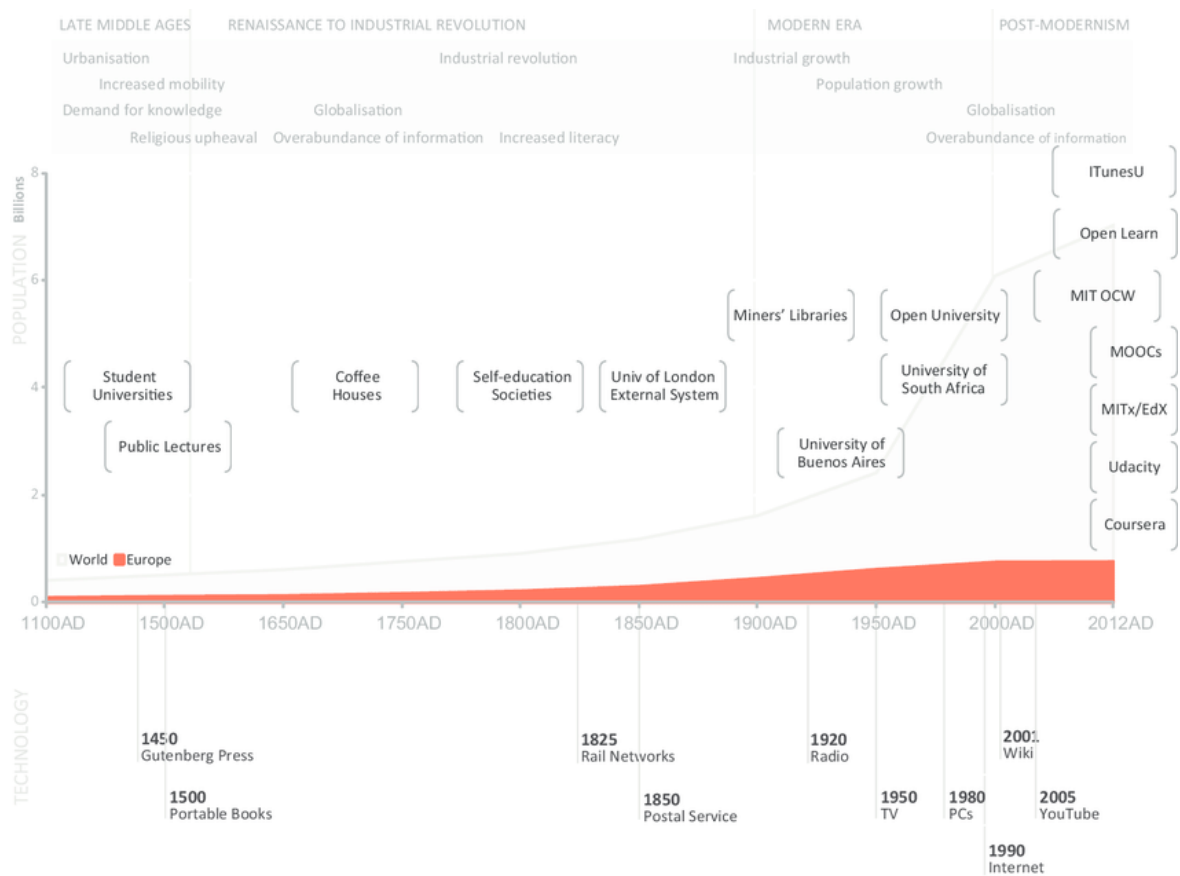 LATE MIDDLE AGES RENAISSANCE TO INDUSTRIAL REVOLUTION MODERN ERA POST-MODERNISM
Urbanisation Industrial revolution Industrial growth
Increased mobility Population growth
Demand for knowledge Globalisation Globalisation
Religious upheaval Overabundance of information Increased literacy Overabundance of information
POPULATION Billions
8
6
4
2
0
ITunesU
Open Learn
MIT OCW
Miners' Libraries
Open University
MOOCs
Student
Universities
Coffee
Houses
Self-education
Societies
Univ of London
External System
University of
South Africa
MITx/EdX
Public Lectures
University of
Buenos Aires
Udacity
Coursera
World Europe
1100AD 1500AD 1650AD 1750AD 1800AD 1850AD 1900AD 1950AD 2000AD 2012AD
TECHNOLOGY
1450
Gutenberg Press
1825
Rail Networks
1920
Radio
2001
Wiki
1500
Portable Books
1850
Postal Service
1950
TV
1980
PCs
2005
YouTube
1990
Internet